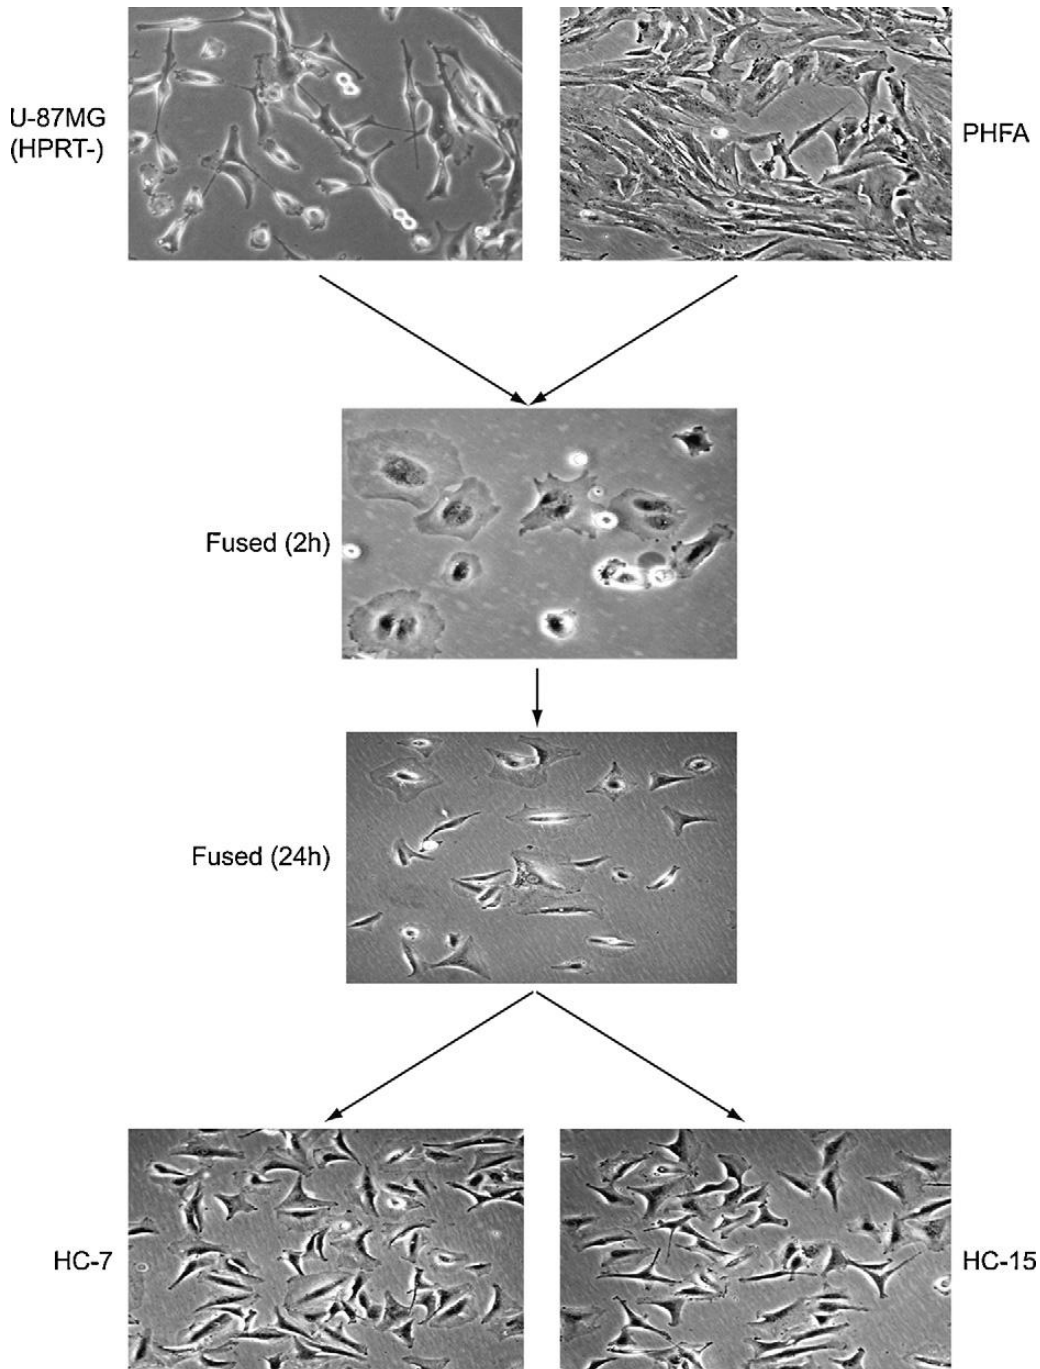 U-87MG
(HPRT-)
PHFA
Fused (2h)
Fused (24h)
HC-7
HC-15